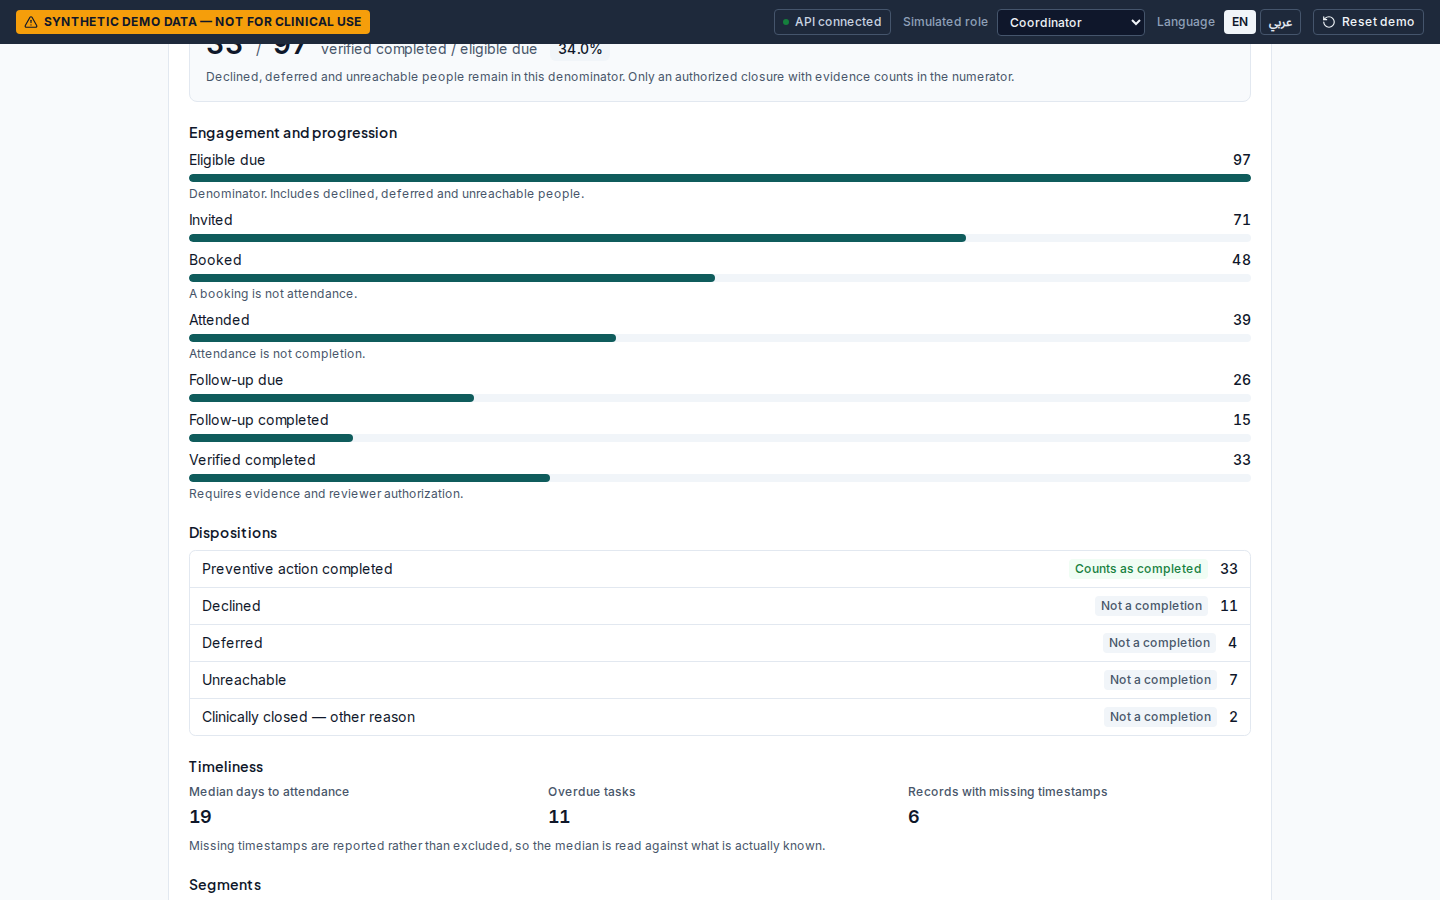 SYNTHETIC DEMO DATA — NOT FOR CLINICAL USE
API connected
Simulated role
Coordinator
Language
EN
عربي
Reset demo
33 / 97 verified completed / eligible due 34.0%
Declined, deferred and unreachable people remain in this denominator. Only an authorized closure with evidence counts in the numerator.
Engagement and progression
Eligible due 97
Denominator. Includes declined, deferred and unreachable people.
Invited 71
Booked 48
A booking is not attendance.
Attended 39
Attendance is not completion.
Follow-up due 26
Follow-up completed 15
Verified completed 33
Requires evidence and reviewer authorization.
Dispositions
Preventive action completed Counts as completed 33
Declined Not a completion 11
Deferred Not a completion 4
Unreachable Not a completion 7
Clinically closed — other reason Not a completion 2
Timeliness
Median days to attendance Overdue tasks Records with missing timestamps
19 11 6
Missing timestamps are reported rather than excluded, so the median is read against what is actually known.
Segments